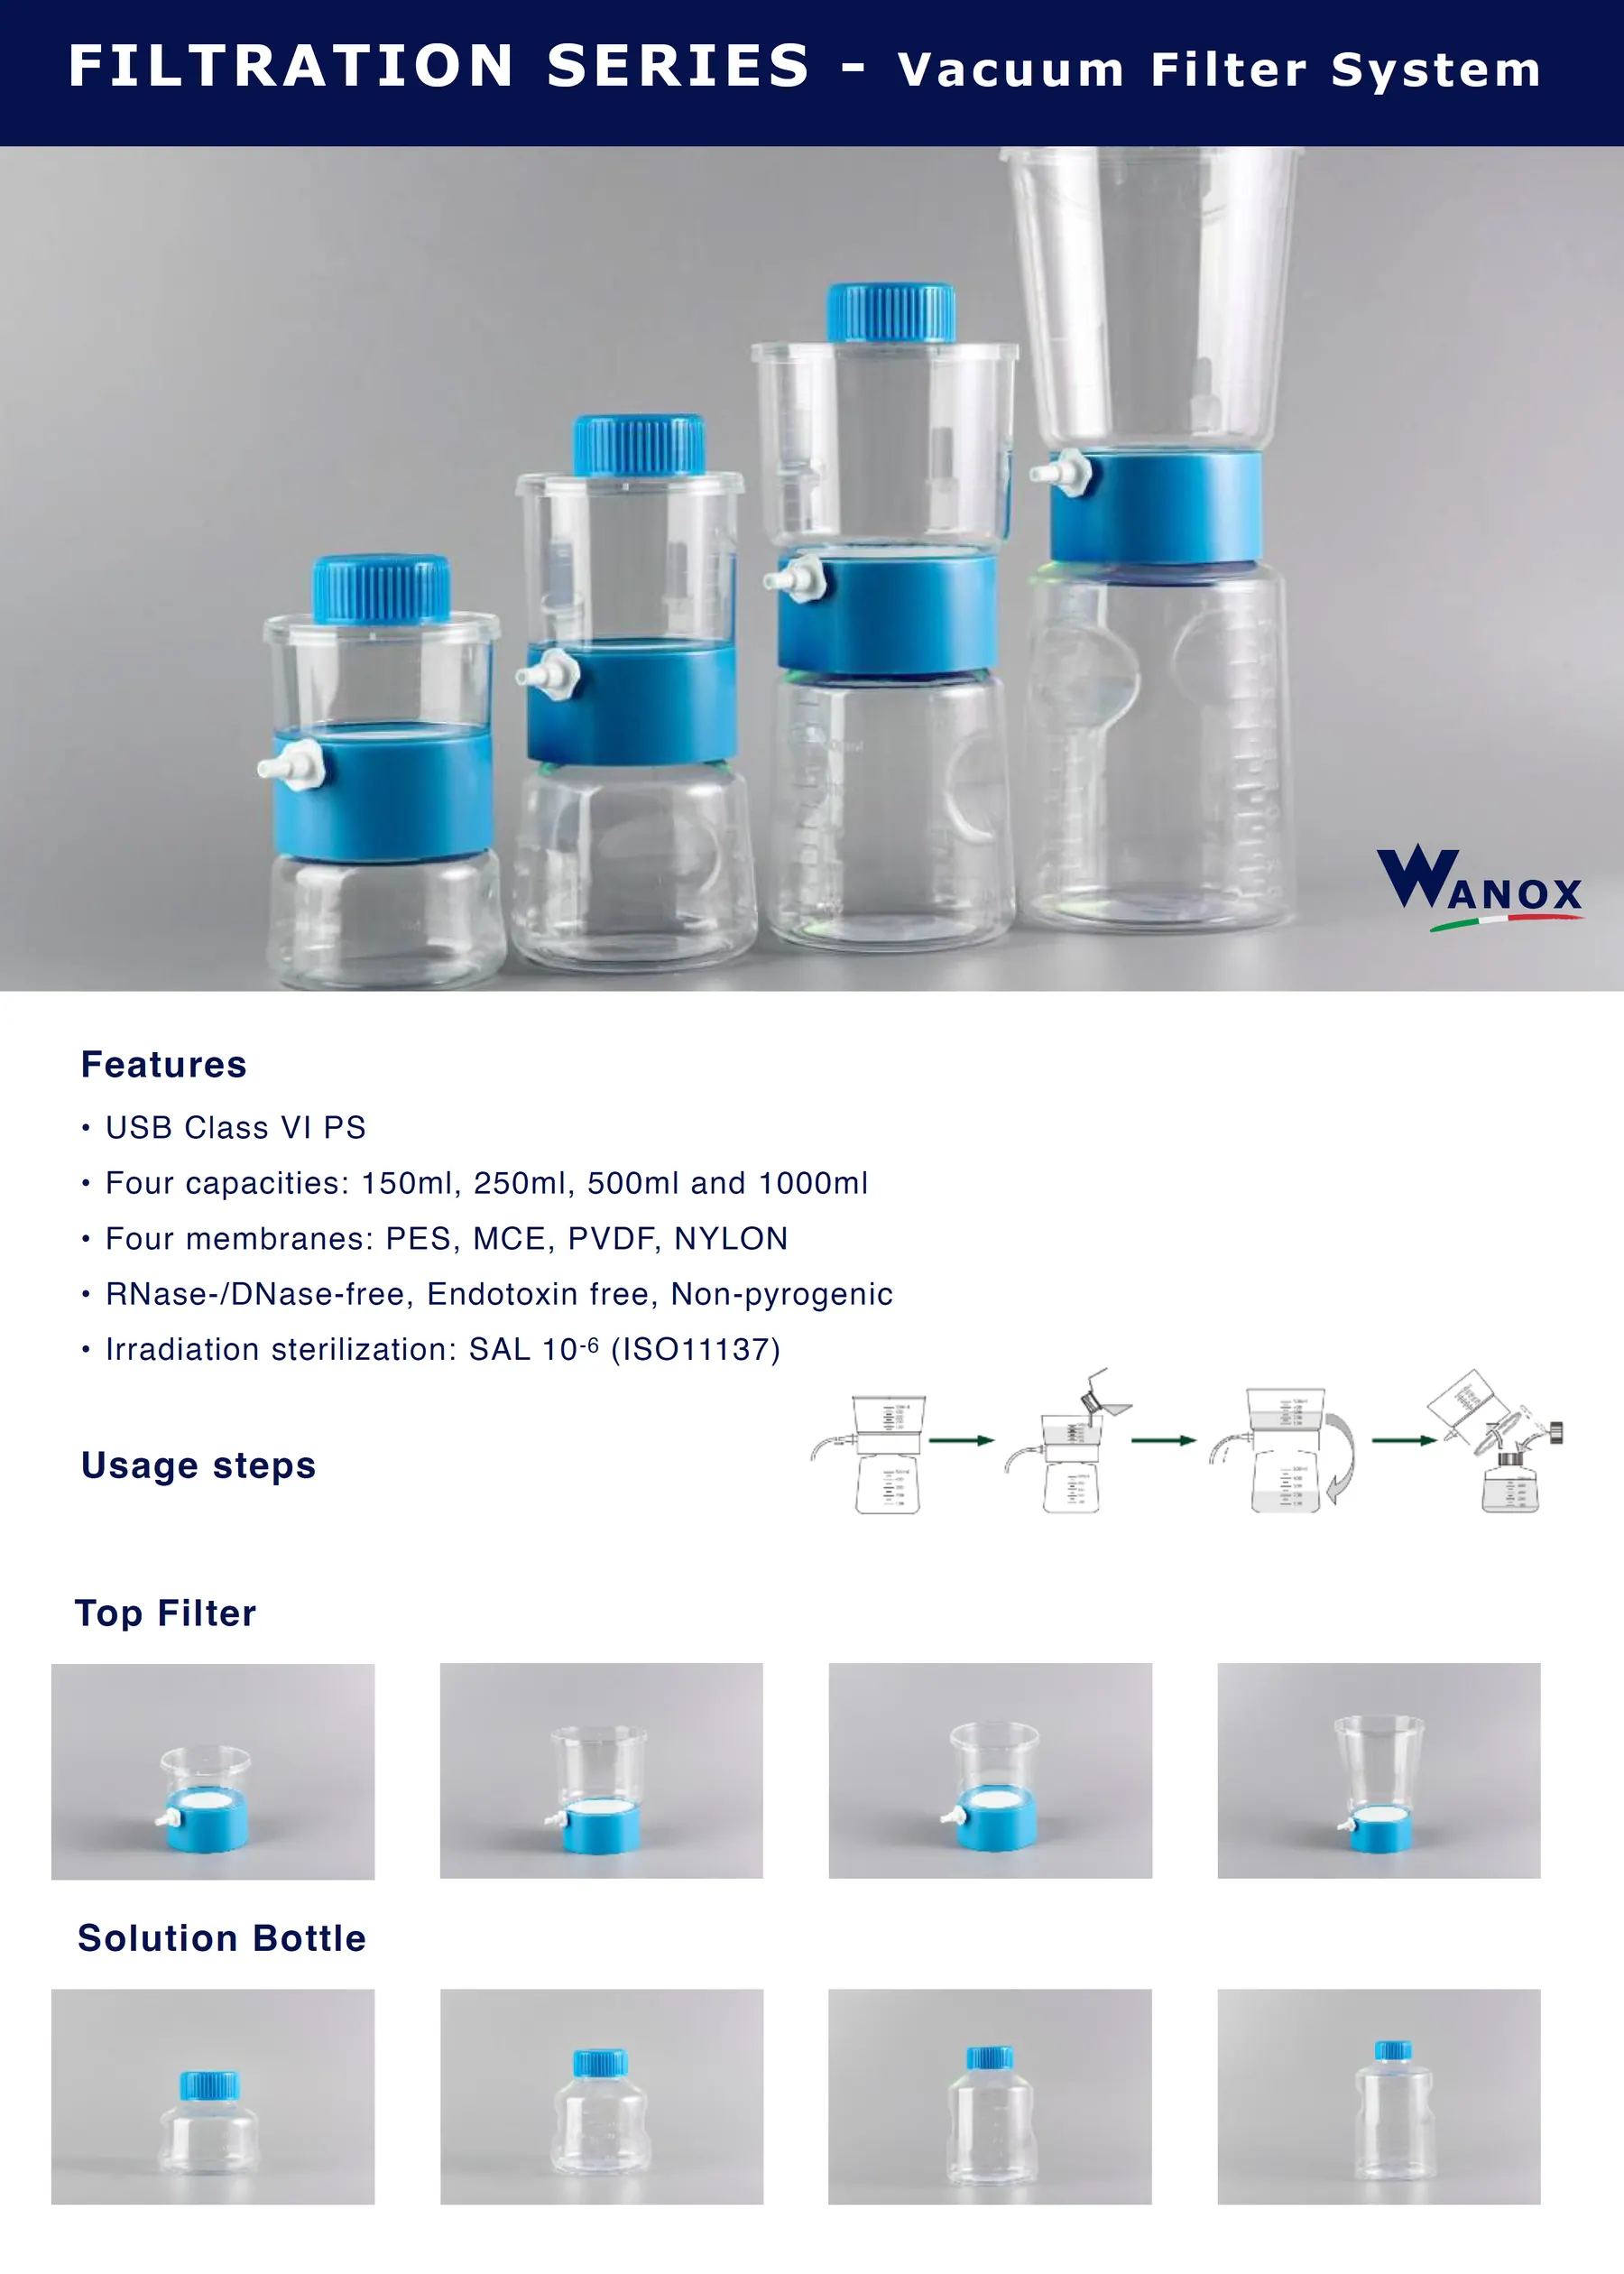 FILTRATION SERIES - Vacuum Filter System
WANOX
Features
• USB Class VI PS
• Four capacities: 150ml, 250ml, 500ml and 1000ml
• Four membranes: PES, MCE, PVDF, NYLON
• RNase-/DNase-free, Endotoxin free, Non-pyrogenic
• Irradiation sterilization: SAL 10-6 (ISO11137)
Usage steps
Top Filter
Solution Bottle